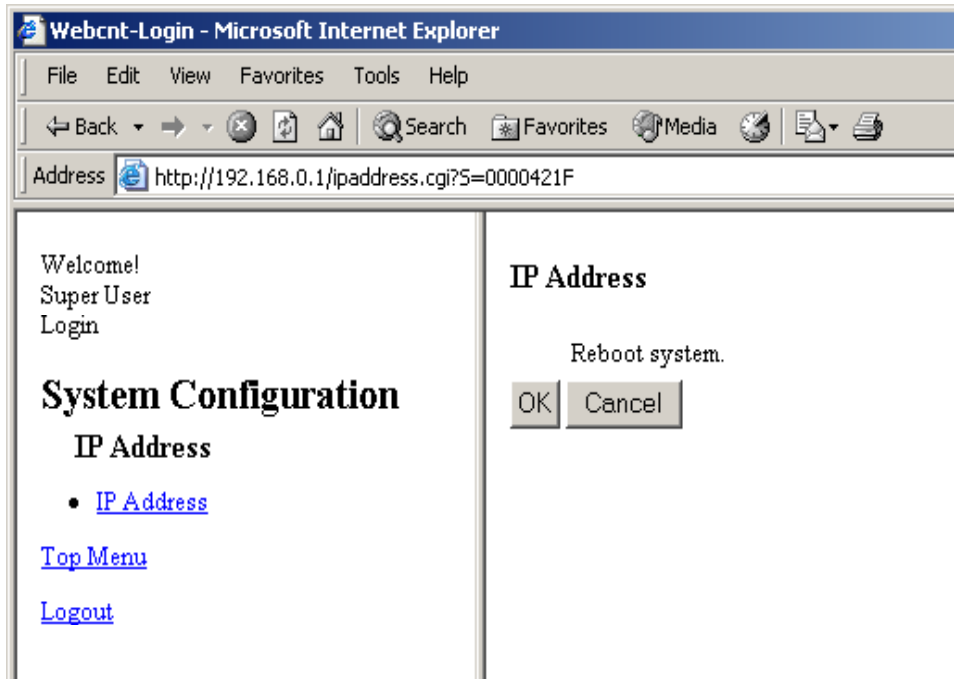 Webcnt-Login - Microsoft Internet Explorer
File Edit View Favorites Tools Help
Back Search Favorites Media
Address http://192.168.0.1/ipaddress.cgi?S=0000421F
Welcome!
Super User
Login
System Configuration
IP Address
IP Address
Top Menu
Logout
IP Address
Reboot system.
OK Cancel